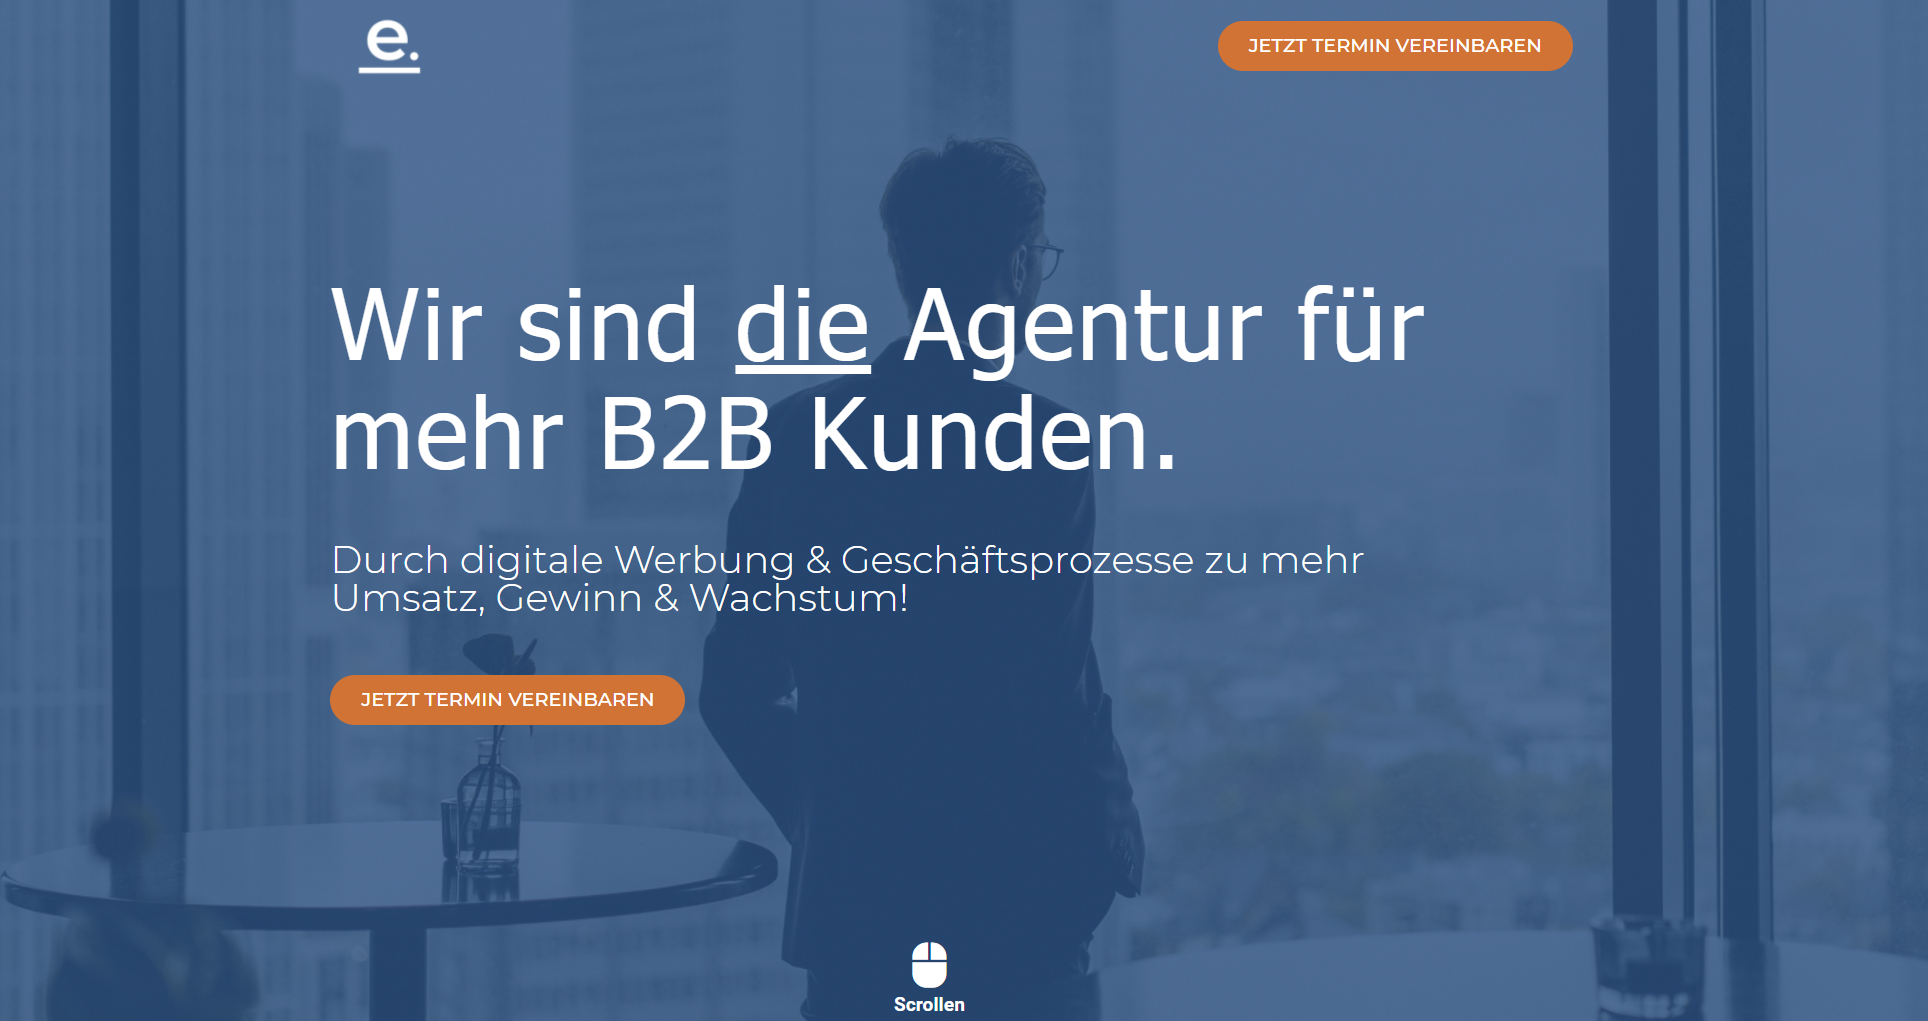 e.
JETZT TERMIN VEREINBAREN
Wir sind die Agentur für
mehr B2B Kunden.
Durch digitale Werbung & Geschäftsprozesse zu mehr
Umsatz, Gewinn & Wachstum!
JETZT TERMIN VEREINBAREN
Scrollen